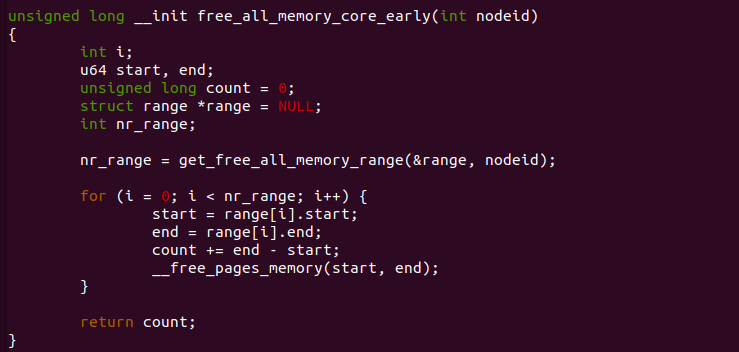 unsigned long __init free_all_memory_core_early(int nodeid)
{
        int i;
        u64 start, end;
        unsigned long count = 0;
        struct range *range = NULL;
        int nr_range;

        nr_range = get_free_all_memory_range(&range, nodeid);

        for (i = 0; i < nr_range; i++) {
                start = range[i].start;
                end = range[i].end;
                count += end - start;
                __free_pages_memory(start, end);
        }

        return count;
}